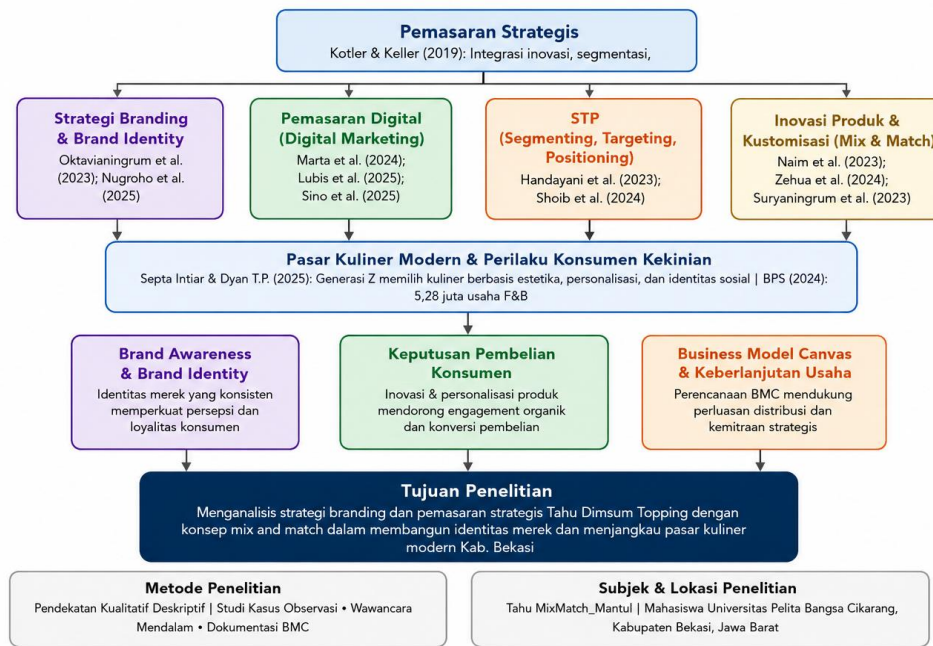 Pemasaran Strategis
Kotler & Keller (2019): Integrasi inovasi, segmentasi,
Strategi Branding
& Brand Identity
Oktavianingrum et al.
(2023); Nugroho et al.
(2025)
Pemasaran Digital
(Digital Marketing)
Marta et al. (2024);
Lubis et al. (2025);
Sino et al. (2025)
STP
(Segmenting, Targeting,
Positioning)
Handayani et al. (2023);
Shoib et al. (2024)
Inovasi Produk &
Kustomisasi (Mix & Match)
Naim et al. (2023);
Zehua et al. (2024);
Suryaningrum et al. (2023)
Pasar Kuliner Modern & Perilaku Konsumen Kekinian
Septa Intiar & Dyan T.P. (2025): Generasi Z memilih kuliner berbasis estetika, personalisasi, dan identitas sosial | BPS (2024):
5,28 juta usaha F&B
Brand Awareness
& Brand Identity
Identitas merek yang konsisten
memperkuat persepsi dan
loyalitas konsumen
Keputusan Pembelian
Konsumen
Inovasi & personalisasi produk
mendorong engagement organik
dan konversi pembelian
Business Model Canvas
& Keberlanjutan Usaha
Perencanaan BMC mendukung
perluasan distribusi dan
kemitraan strategis
Tujuan Penelitian
Menganalisis strategi branding dan pemasaran strategis Tahu Dimsum Topping dengan
konsep mix and match dalam membangun identitas merek dan menjangkau pasar kuliner
modern Kab. Bekasi
Metode Penelitian
Pendekatan Kualitatif Deskriptif | Studi Kasus Observasi • Wawancara
Mendalam • Dokumentasi BMC
Subjek & Lokasi Penelitian
Tahu MixMatch_Mantul | Mahasiswa Universitas Pelita Bangsa Cikarang,
Kabupaten Bekasi, Jawa Barat